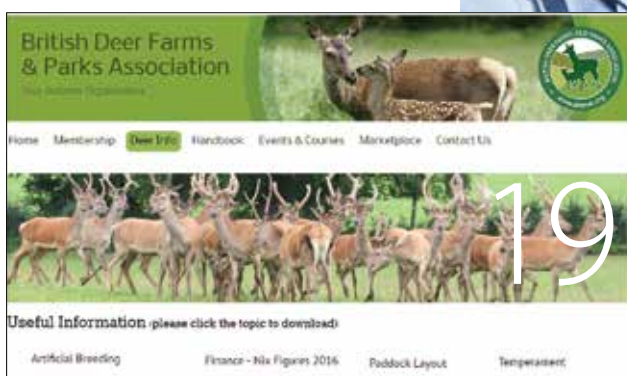 British Deer Farms
& Parks Association
Home Membership Deer Info Handbook Events & Courses Marketplace Contact Us
19
Useful Information (please click the topic to download)
Artificial Breeding Finance - Nix Figures 2016 Paddock Layout Temperament